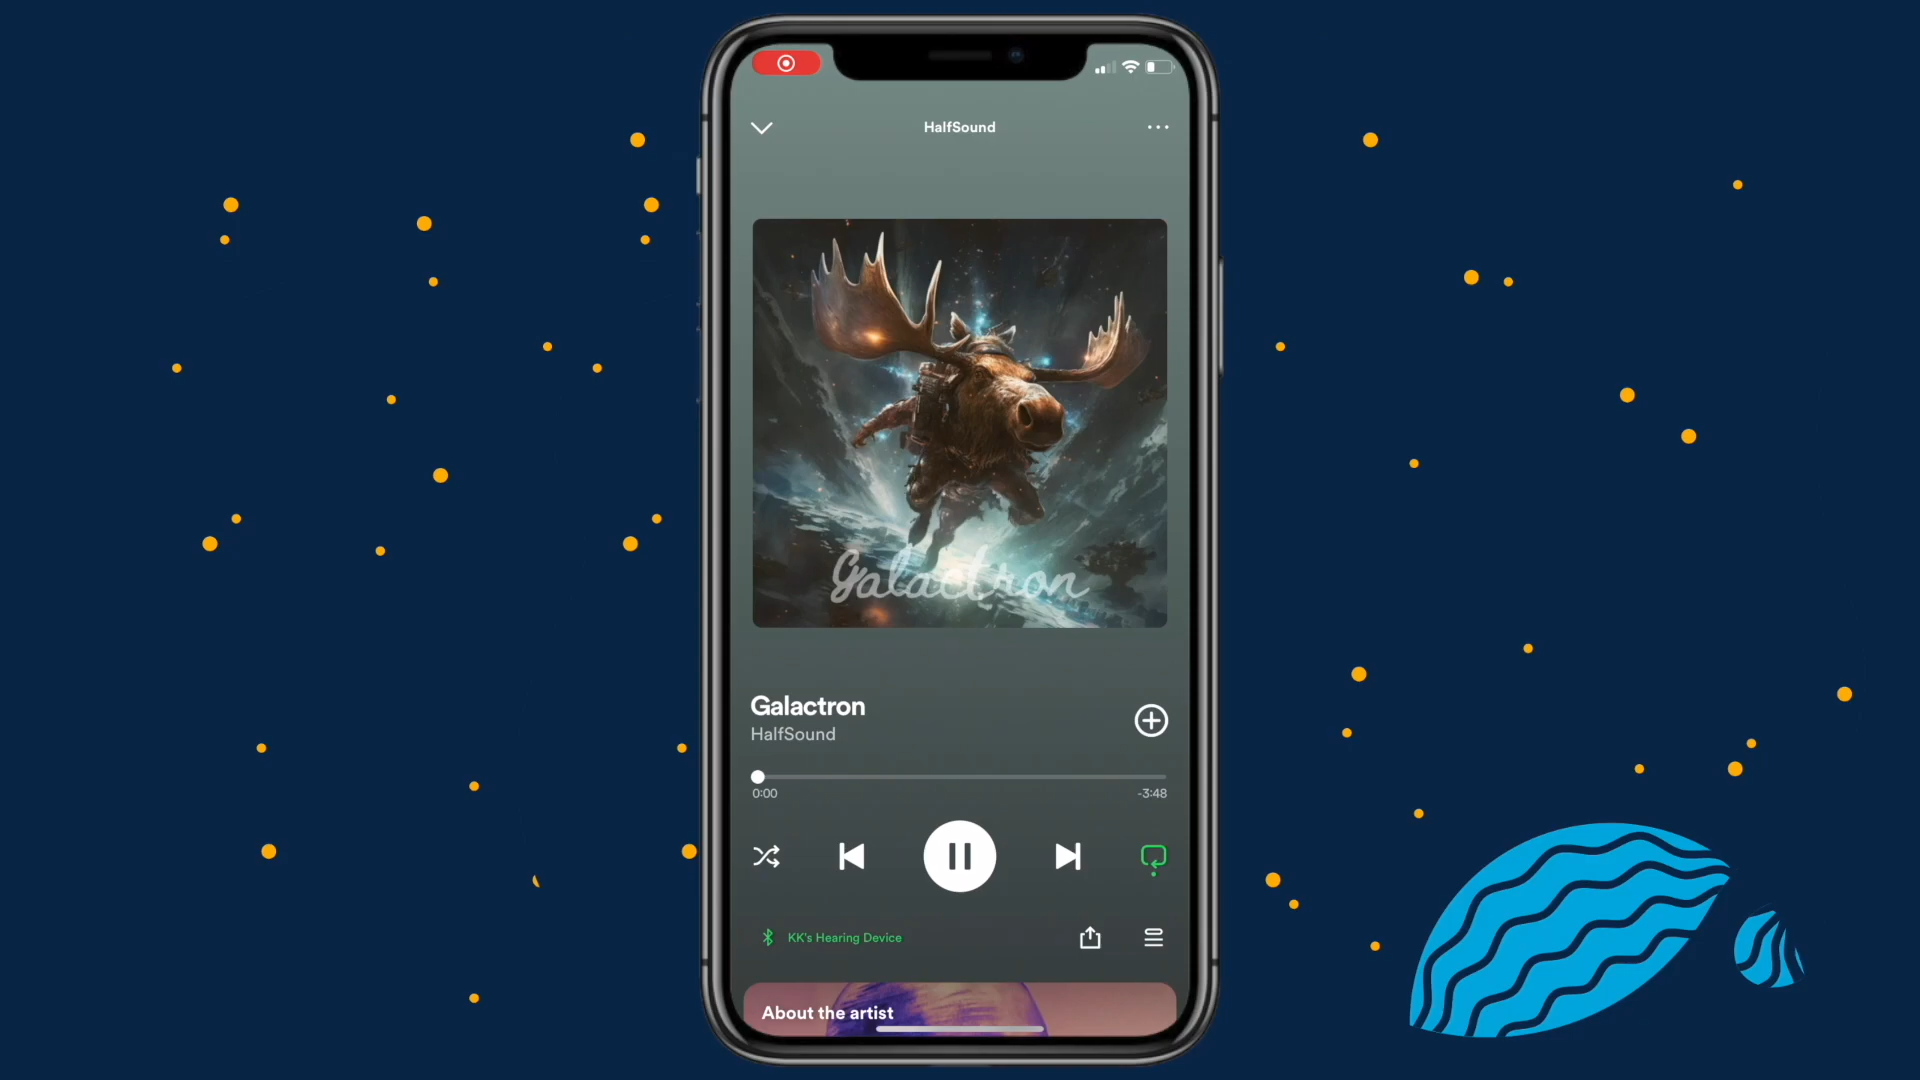 HalfSound
Galactron
Galactron
HalfSound
0:00
-3:48
KK's Hearing Device
About the artist